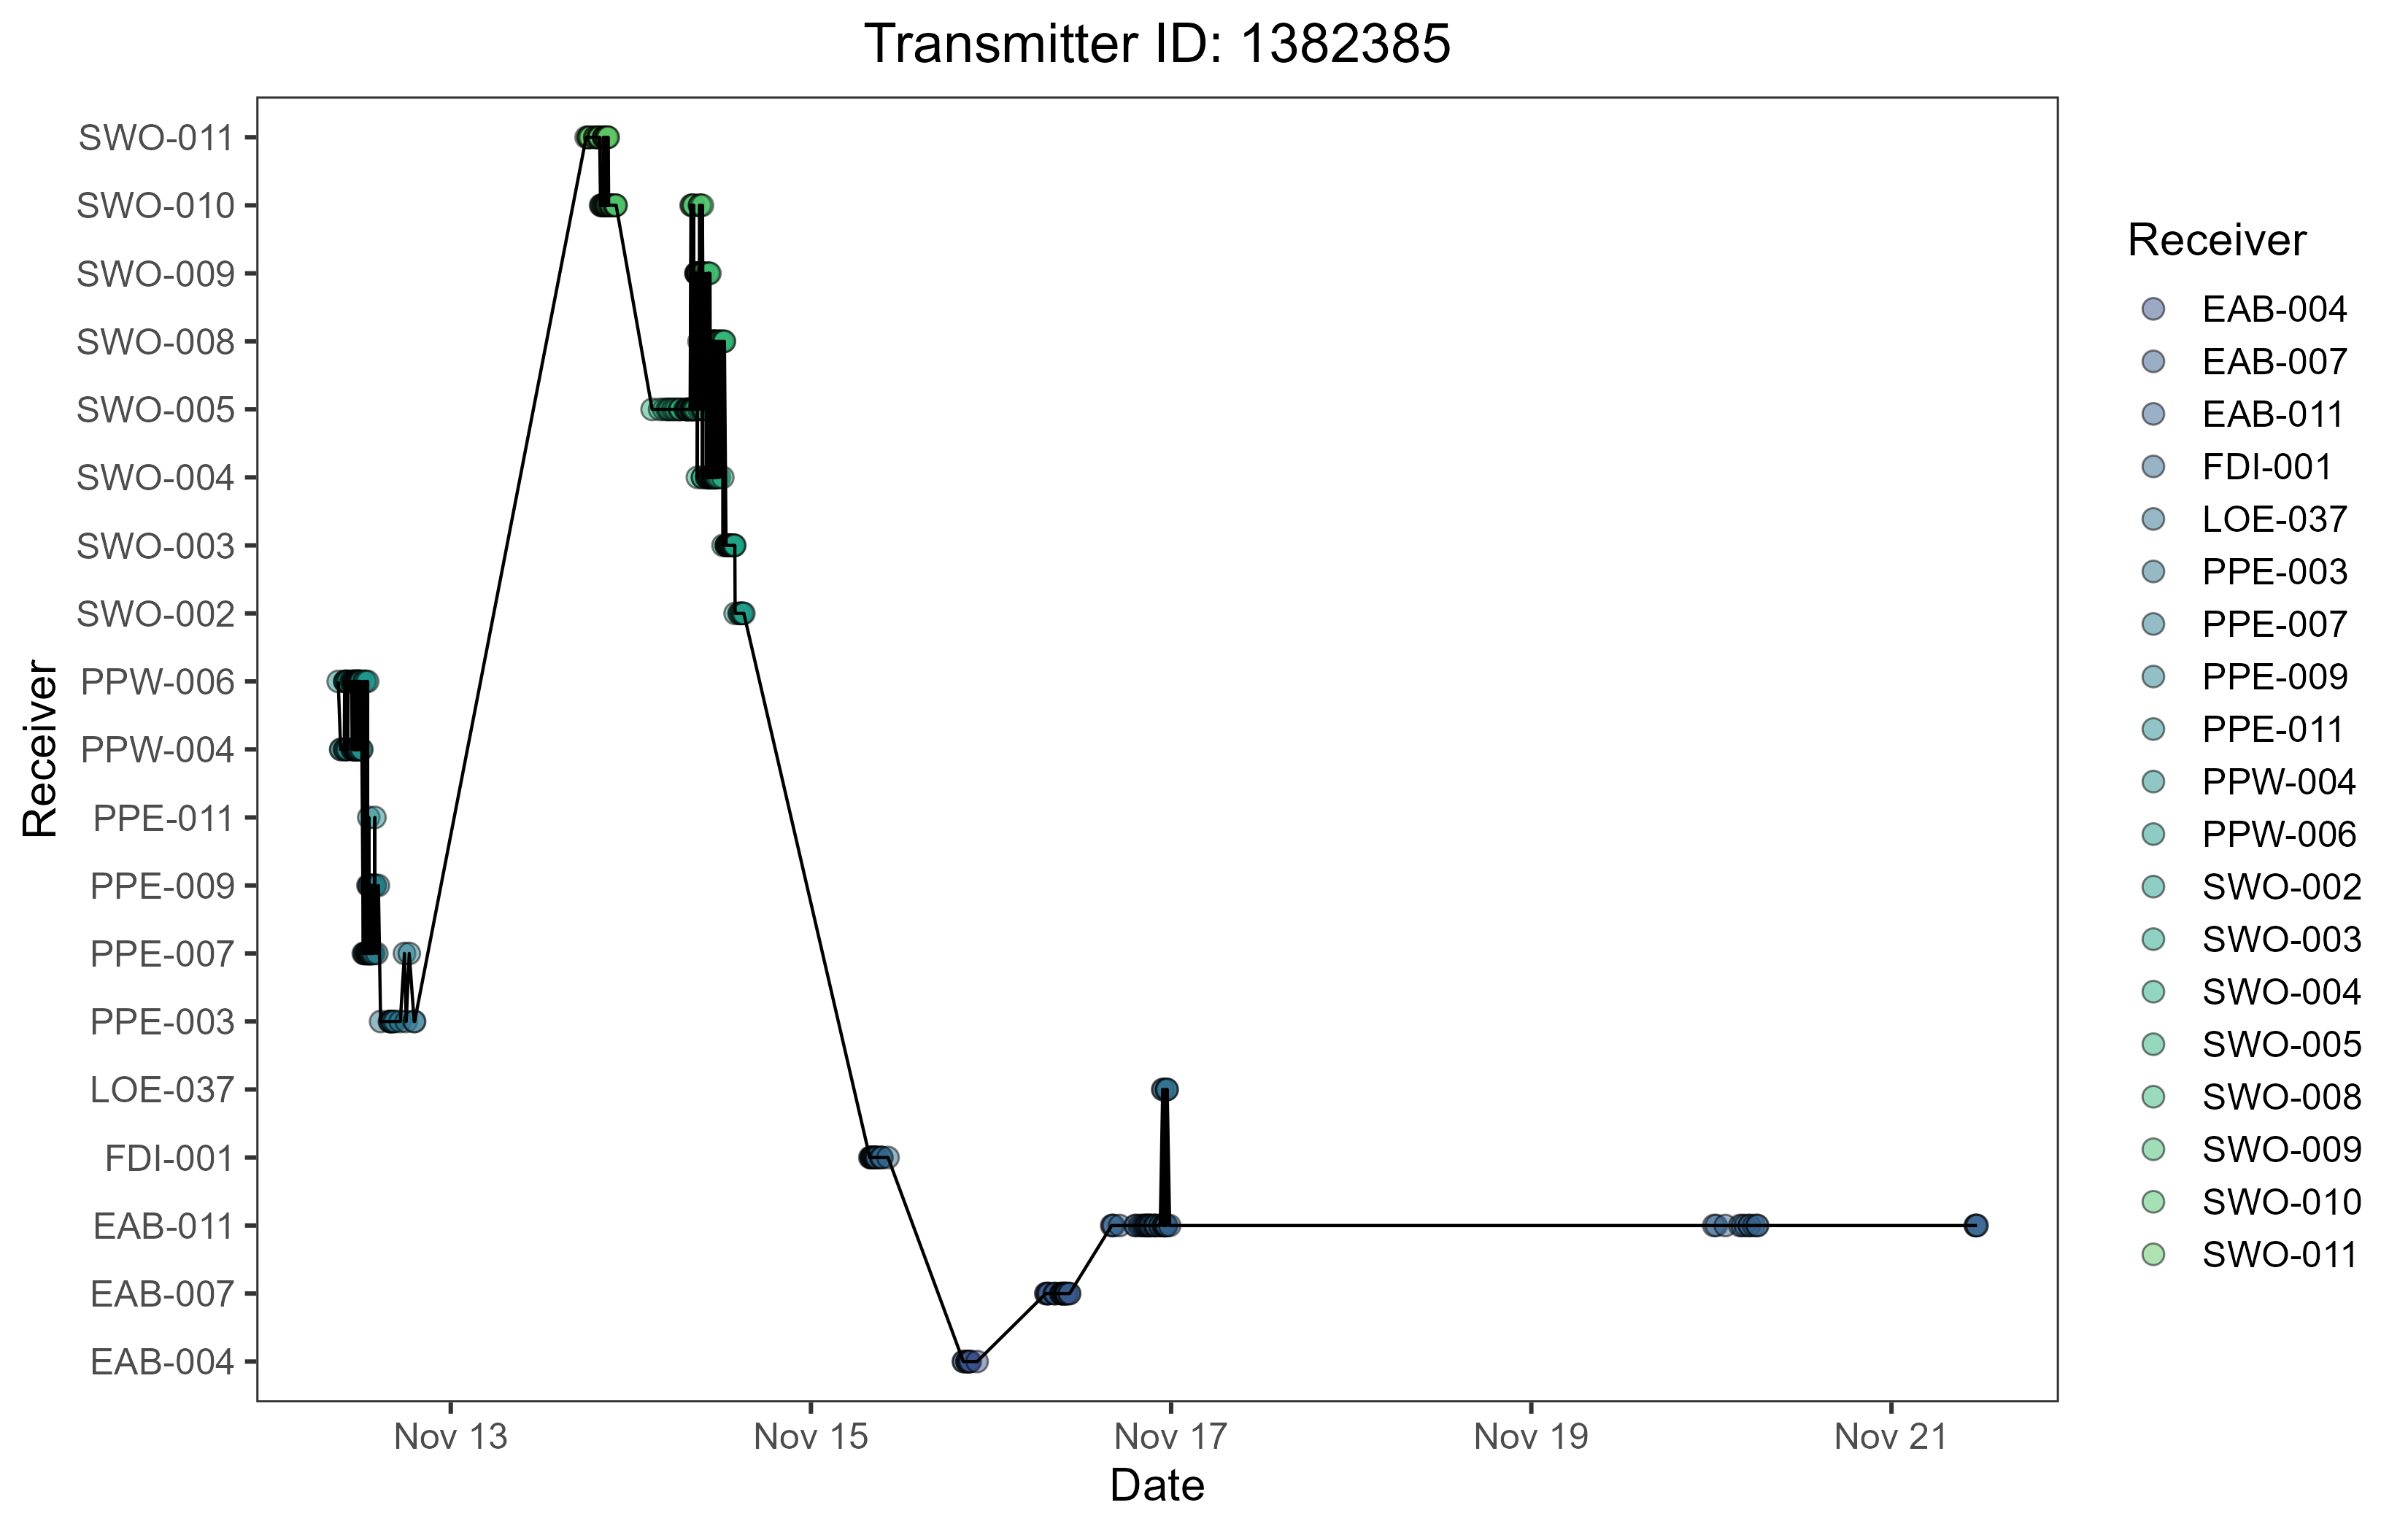 Transmitter ID: 1382385
Receiver
SWO-011
SWO-010
SWO-009
SWO-008
SWO-005
SWO-004
SWO-003
SWO-002
PPW-006
PPW-004
PPE-011
PPE-009
PPE-007
PPE-003
LOE-037
FDI-001
EAB-011
EAB-007
EAB-004
Nov 13
Nov 15
Nov 17
Nov 19
Nov 21
Date
Receiver
EAB-004
EAB-007
EAB-011
FDI-001
LOE-037
PPE-003
PPE-007
PPE-009
PPE-011
PPW-004
PPW-006
SWO-002
SWO-003
SWO-004
SWO-005
SWO-008
SWO-009
SWO-010
SWO-011